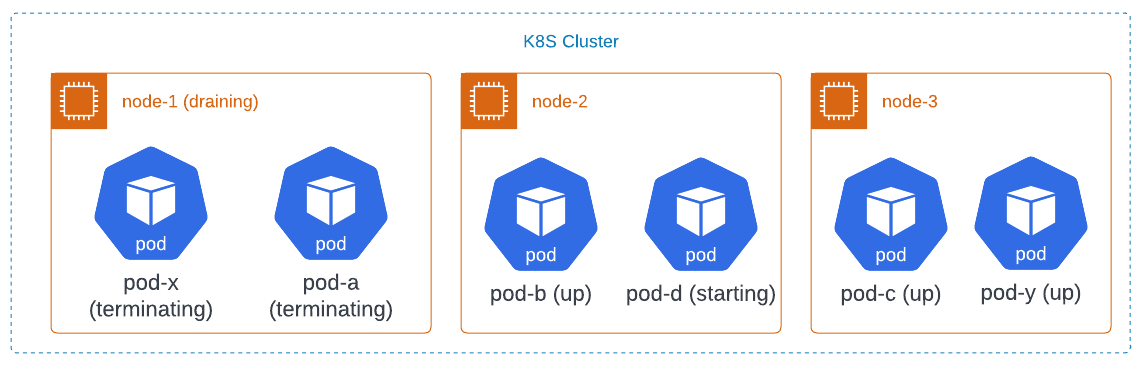 K8S Cluster
node-1 (draining)
pod
pod-x
(terminating)
pod
pod-a
(terminating)
node-2
pod
pod-b (up)
pod
pod-d (starting)
node-3
pod
pod-c (up)
pod
pod-y (up)